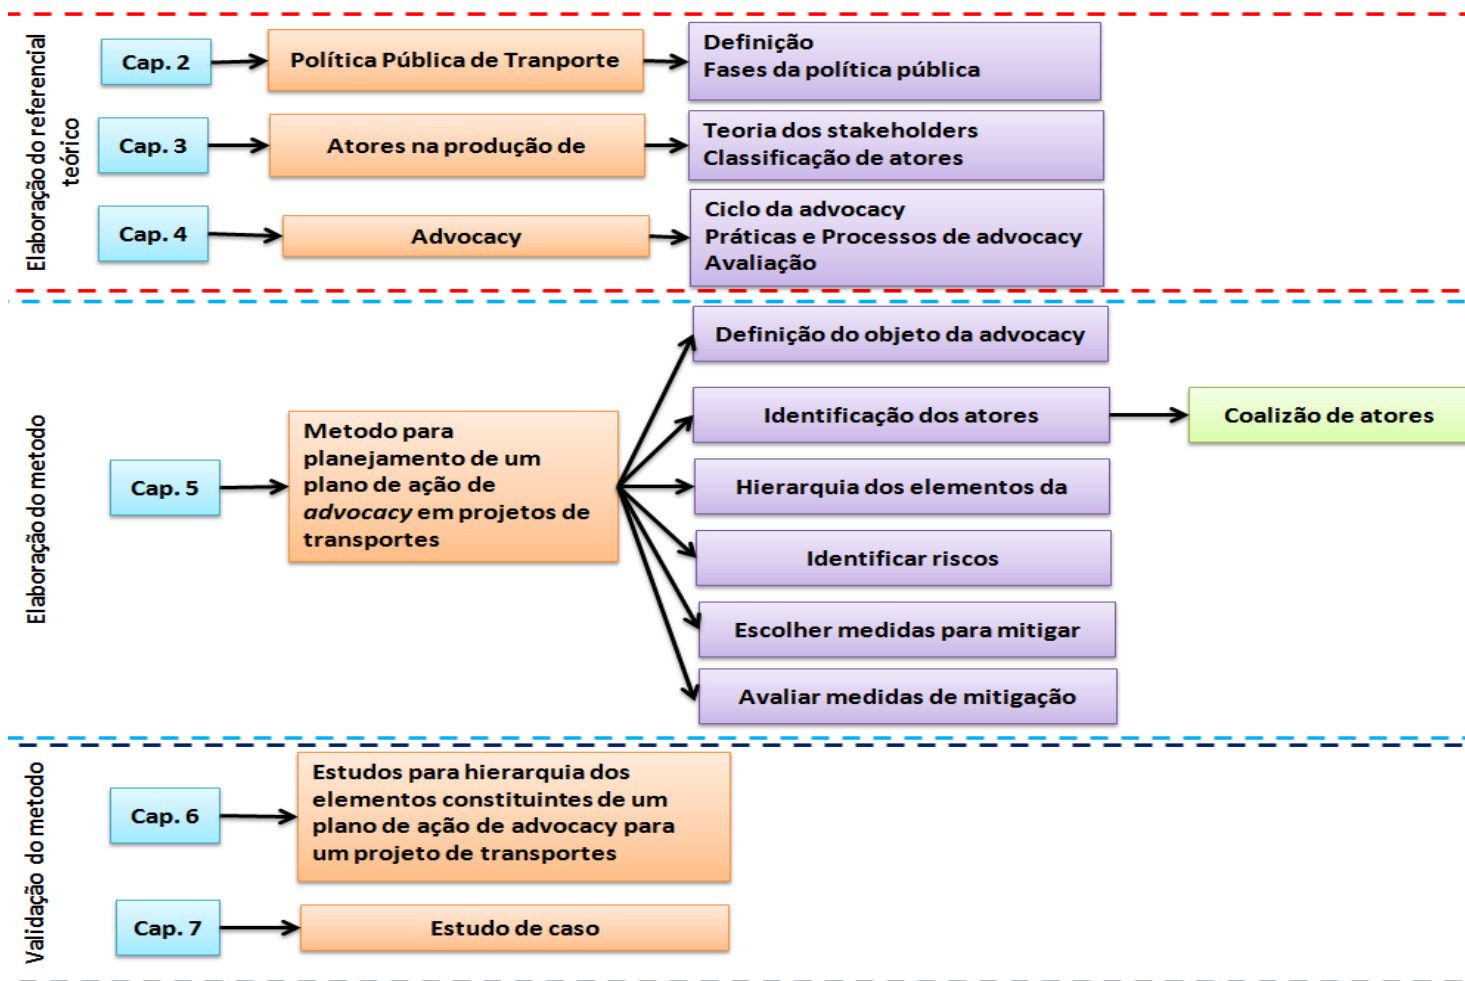 Elaboração do referencial
teórico
Cap. 2
Política Pública de Tranporte
Definição
Fases da política pública
Cap. 3
Atores na produção de
Teoria dos stakeholders
Classificação de atores
Cap. 4
Advocacy
Ciclo da advocacy
Práticas e Processos de advocacy
Avaliação
Elaboração do metodo
Cap. 5
Metodo para
planejamento de um
plano de ação de
advocacy em projetos de
transportes
Definição do objeto da advocacy
Identificação dos atores
Coalizão de atores
Hierarquia dos elementos da
Identificar riscos
Escolher medidas para mitigar
Avaliar medidas de mitigação
Validação do metodo
Cap. 6
Estudos para hierarquia dos
elementos constituintes de um
plano de ação de advocacy para
um projeto de transportes
Cap. 7
Estudo de caso